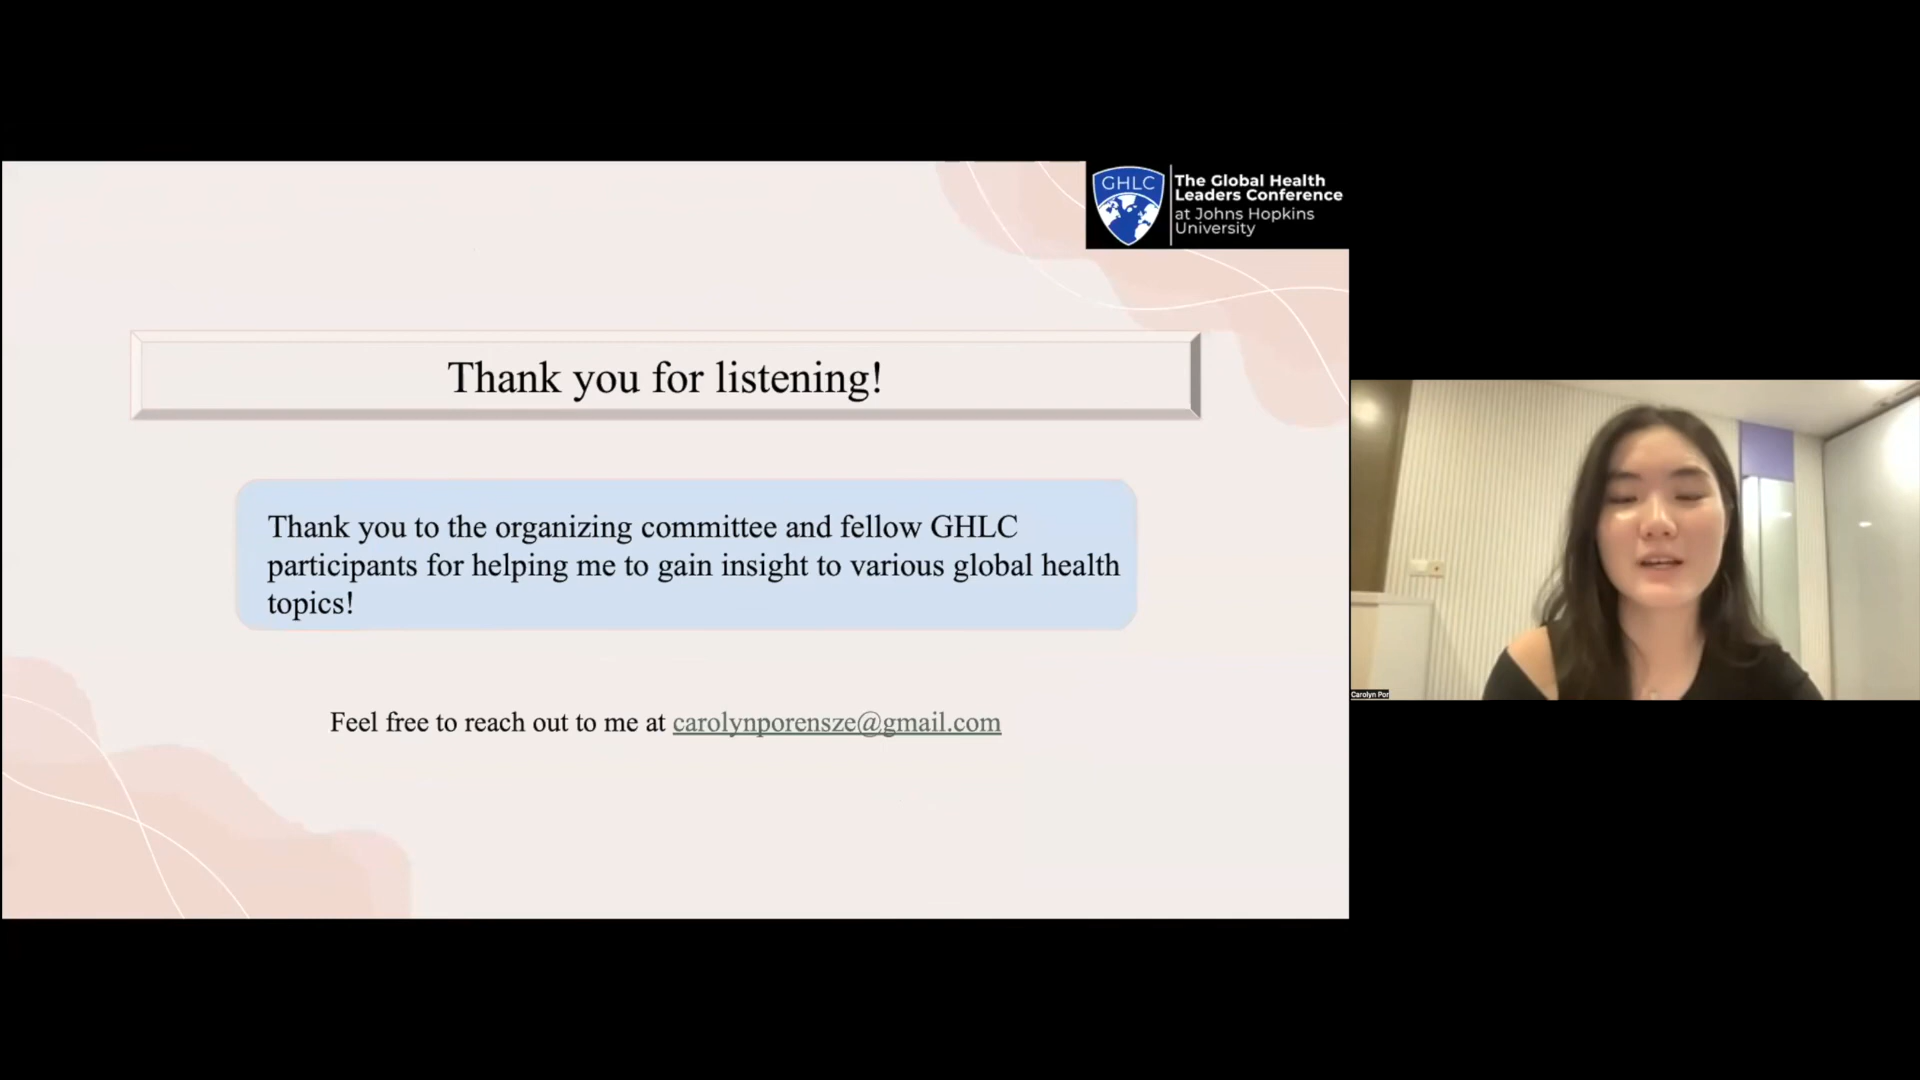 GHLC
The Global Health
Leaders Conference
at Johns Hopkins
University
Thank you for listening!
Thank you to the organizing committee and fellow GHLC
participants for helping me to gain insight to various global health
topics!
Feel free to reach out to me at carolynporensze@gmail.com
Carolyn Por